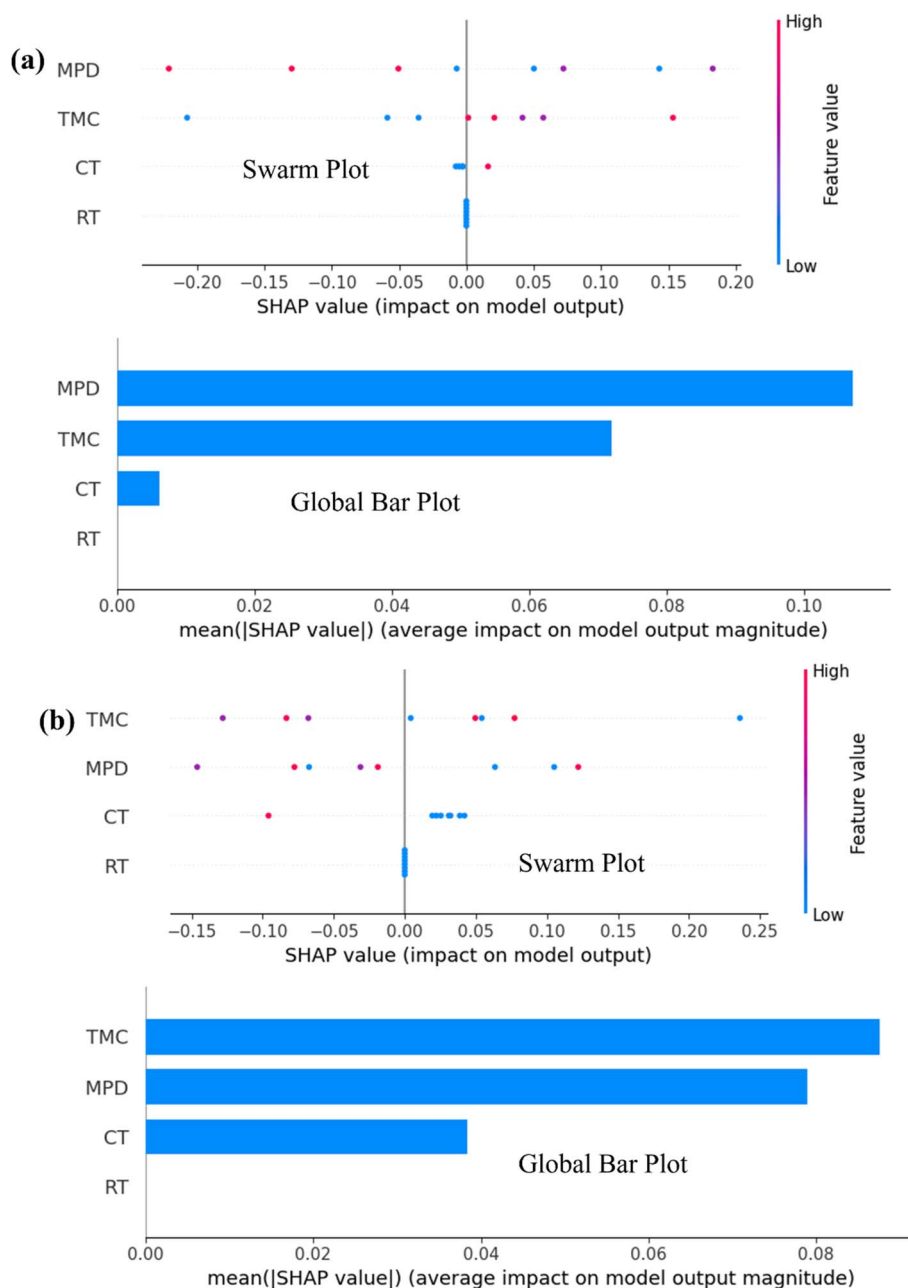 (a)
High
MPD
TMC
CT
Swarm Plot
RT
Feature value
Low
−0.20 −0.15 −0.10 −0.05 0.00 0.05 0.10 0.15 0.20
SHAP value (impact on model output)
MPD
TMC
CT
Global Bar Plot
RT
0.00 0.02 0.04 0.06 0.08 0.10
mean(|SHAP value|) (average impact on model output magnitude)
(b)
High
TMC
MPD
CT
RT
Swarm Plot
Feature value
Low
−0.15 −0.10 −0.05 0.00 0.05 0.10 0.15 0.20 0.25
SHAP value (impact on model output)
TMC
MPD
CT
Global Bar Plot
RT
0.00 0.02 0.04 0.06 0.08
mean(|SHAP value|) (average impact on model output magnitude)